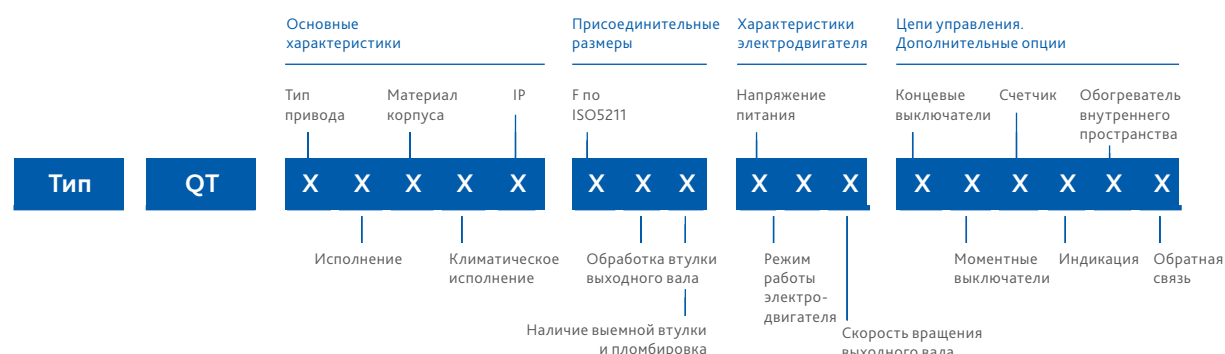 Основные
характеристики
Присоединительные
размеры
Характеристики
электродвигателя
Цепи управления.
Дополнительные опции
Тип
привода
Материал
корпуса
IP
F по
ISO5211
Напряжение
питания
Концевые
выключатели
Счетчик
Обогреватель
внутреннего
пространства
Тип QT X X X X X X X X X X X X X X X X X
Исполнение
Климатическое
исполнение
Обработка втулки
выходного вала
Наличие выемной втулки
и пломбировка
Режим
работы
электро-
двигателя
Скорость вращения
выходного вала
Моментные
выключатели
Индикация
Обратная
связь